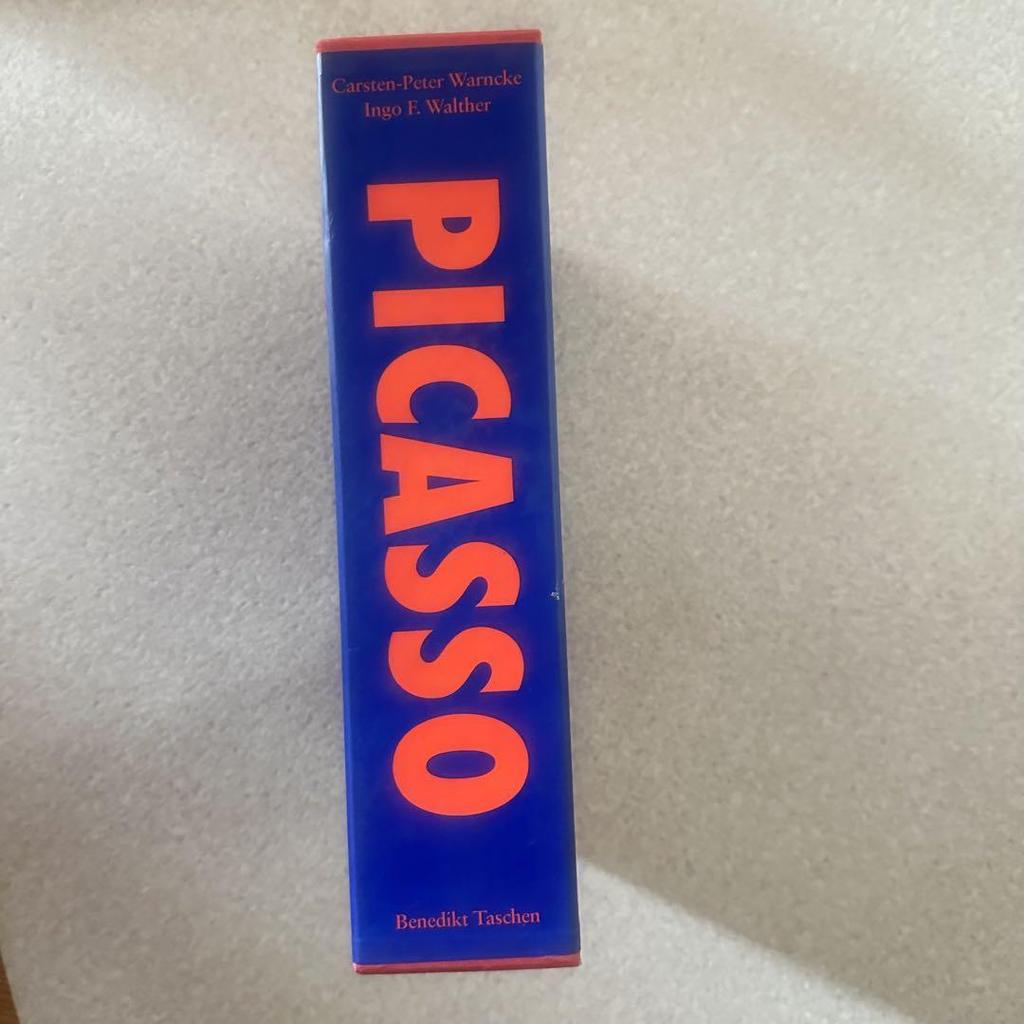 Carsten-Peter Warncke
Ingo F. Walther
PICASSO
Benedikt Taschen